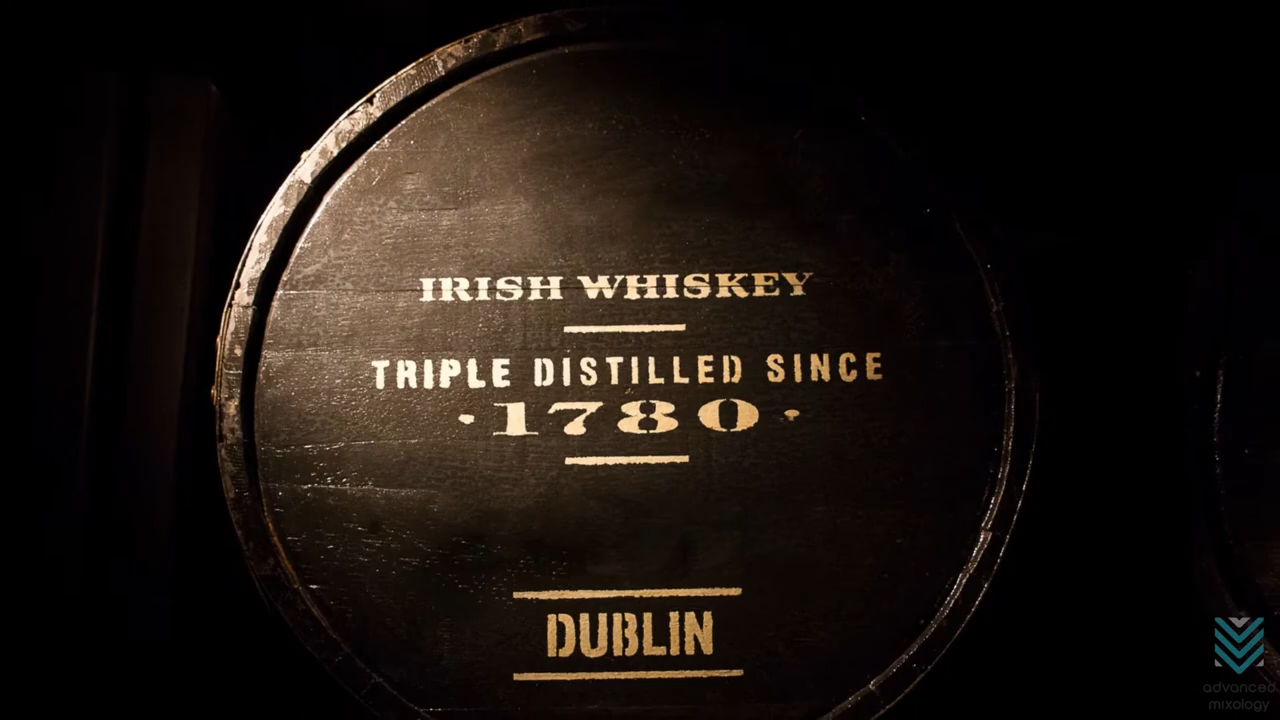 IRISH WHISKEY
TRIPLE DISTILLED SINCE
·1780·
DUBLIN
advanced
mixology